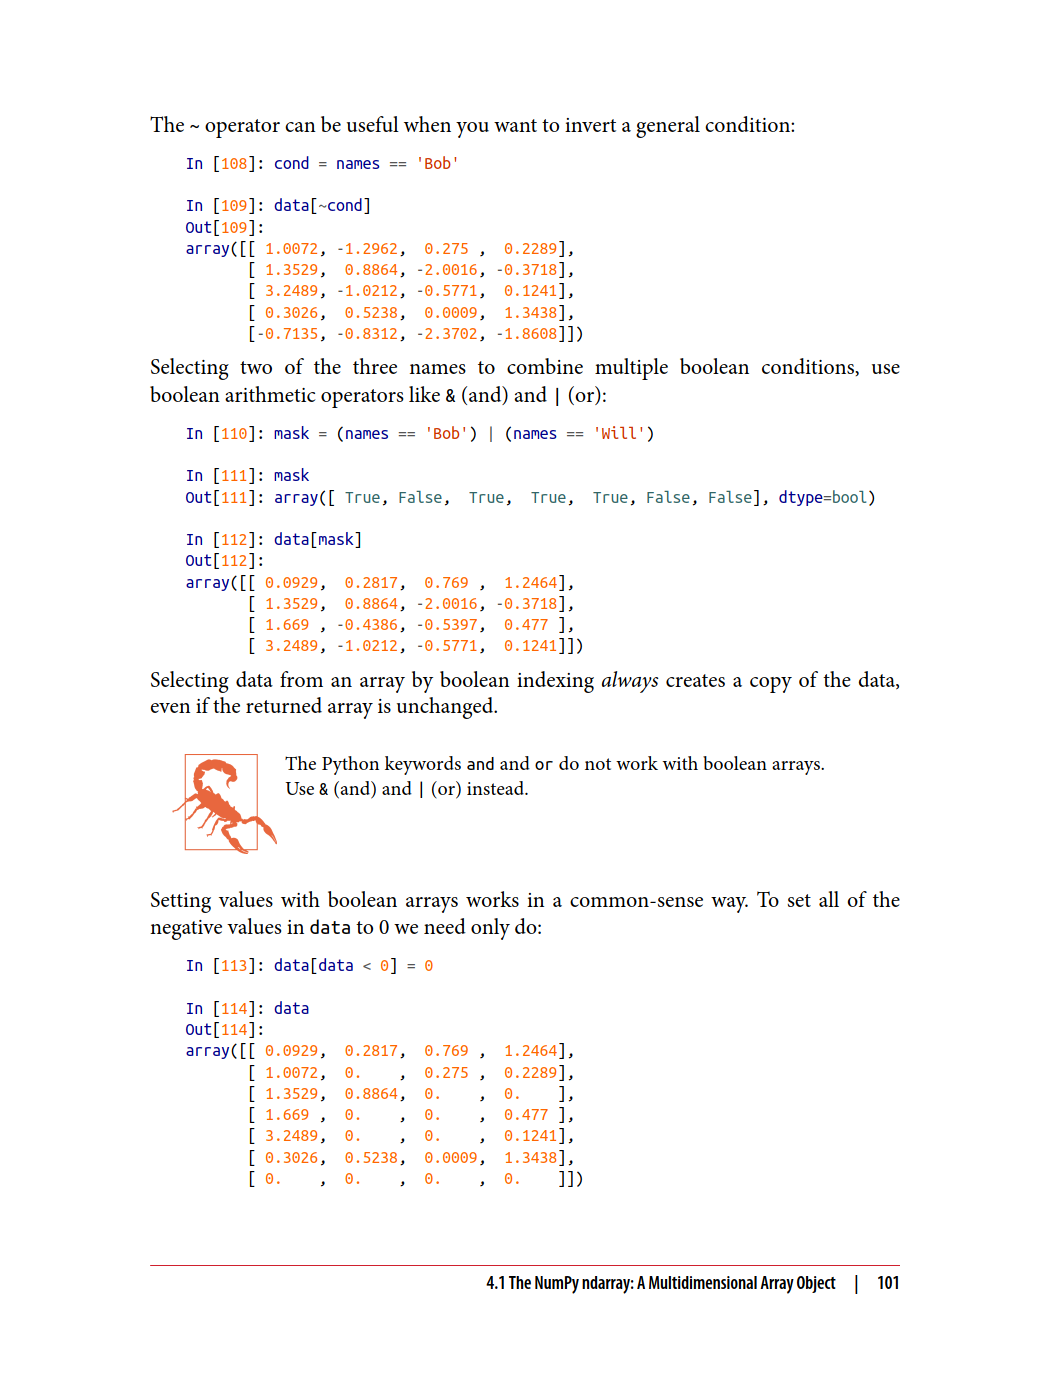 The ~ operator can be useful when you want to invert a general condition:
In [108]: cond = names == 'Bob'
In [109]: data[~cond]
Out[109]:
array([[ 1.0072, -1.2962,  0.275 ,  0.2289],
       [ 1.3529,  0.8864, -2.0016, -0.3718],
       [ 3.2489, -1.0212, -0.5771,  0.1241],
       [ 0.3026,  0.5238,  0.0009,  1.3438],
       [-0.7135, -0.8312, -2.3702, -1.8608]])
Selecting two of the three names to combine multiple boolean conditions, use
boolean arithmetic operators like & (and) and | (or):
In [110]: mask = (names == 'Bob') | (names == 'Will')
In [111]: mask
Out[111]: array([ True, False,  True,  True,  True, False, False], dtype=bool)
In [112]: data[mask]
Out[112]:
array([[ 0.0929,  0.2817,  0.769 ,  1.2464],
       [ 1.3529,  0.8864, -2.0016, -0.3718],
       [ 1.669 , -0.4386, -0.5397,  0.477 ],
       [ 3.2489, -1.0212, -0.5771,  0.1241]])
Selecting data from an array by boolean indexing always creates a copy of the data,
even if the returned array is unchanged.
The Python keywords and and or do not work with boolean arrays.
Use & (and) and | (or) instead.
Setting values with boolean arrays works in a common-sense way. To set all of the
negative values in data to 0 we need only do:
In [113]: data[data < 0] = 0
In [114]: data
Out[114]:
array([[ 0.0929,  0.2817,  0.769 ,  1.2464],
       [ 1.0072,  0.    ,  0.275 ,  0.2289],
       [ 1.3529,  0.8864,  0.    ,  0.    ],
       [ 1.669 ,  0.    ,  0.    ,  0.477 ],
       [ 3.2489,  0.    ,  0.    ,  0.1241],
       [ 0.3026,  0.5238,  0.0009,  1.3438],
       [ 0.    ,  0.    ,  0.    ,  0.    ]])
4.1 The NumPy ndarray: A Multidimensional Array Object | 101